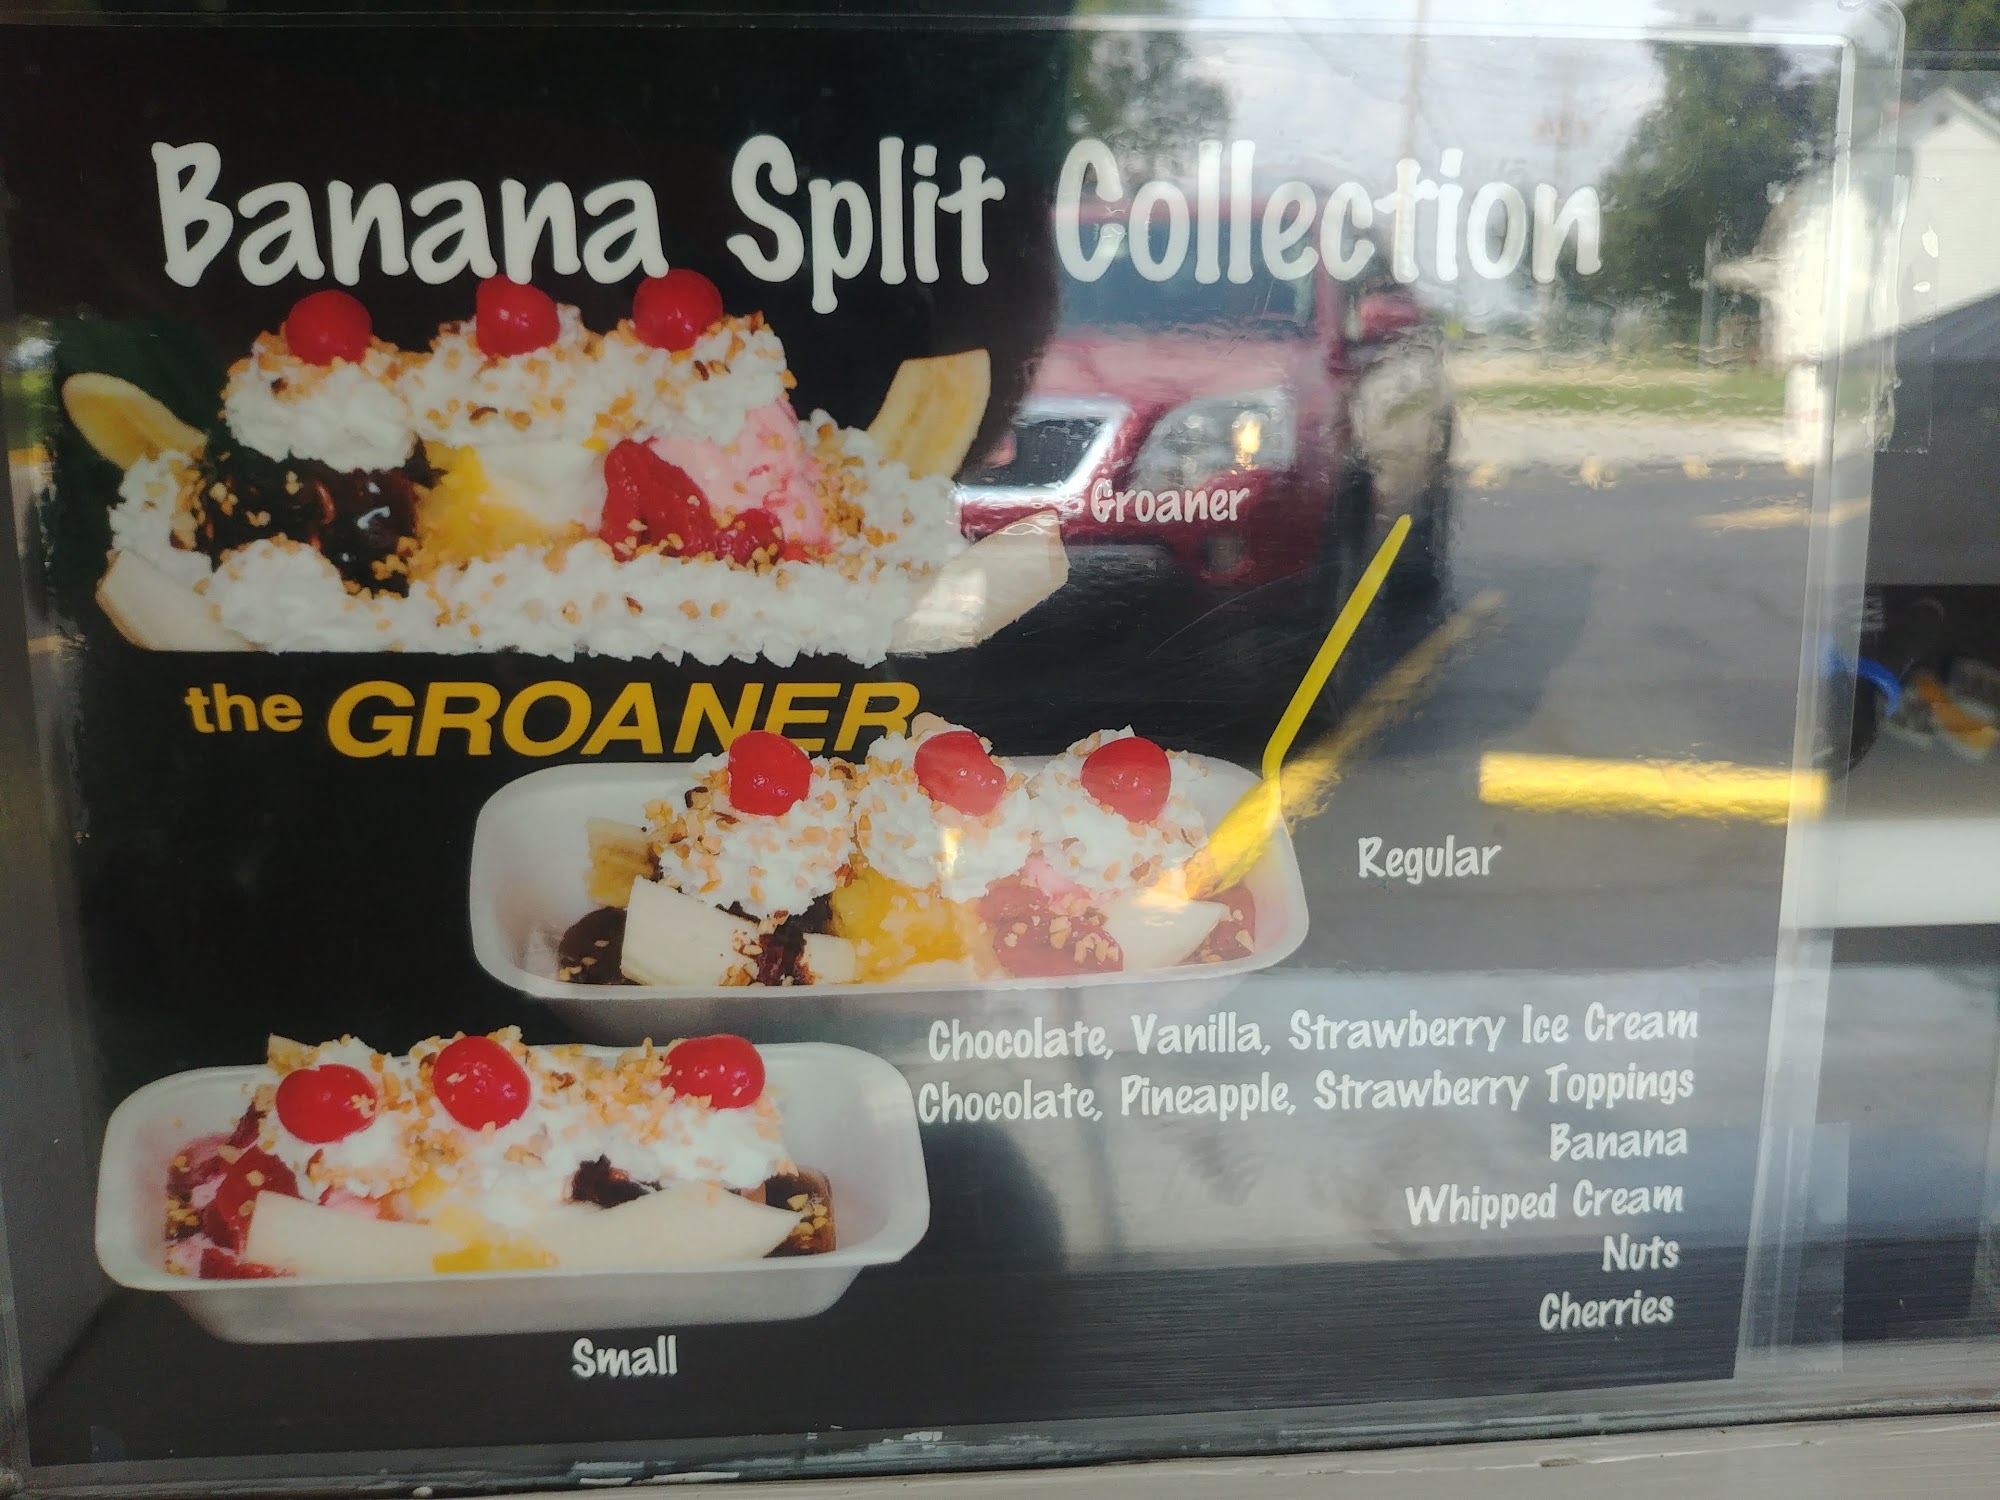 Banana Split Collection
Groaner
the GROANER
Regular
Chocolate, Vanilla, Strawberry Ice Cream
Chocolate, Pineapple, Strawberry Toppings
Banana
Whipped Cream
Nuts
Cherries
Small